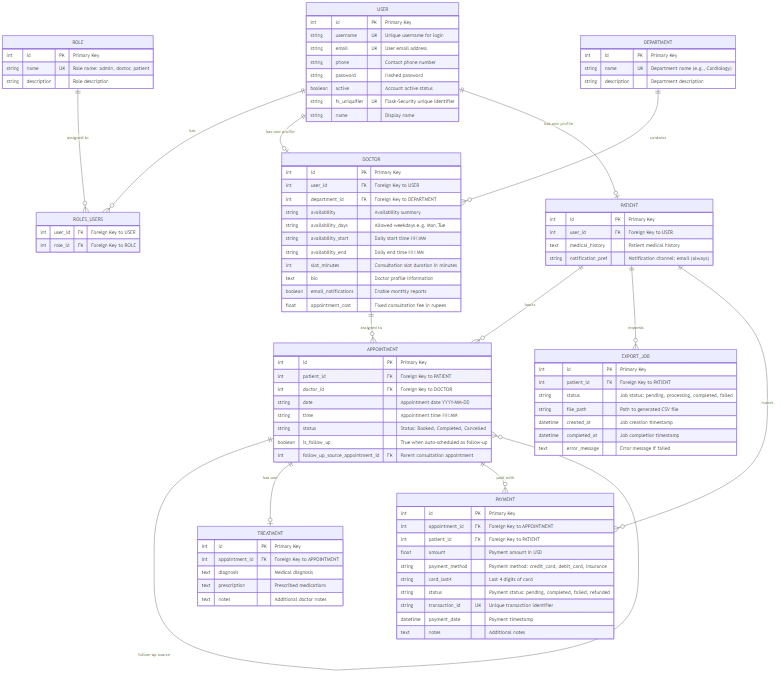 USER
int id PK Primary Key
string username UK Unique username for login
string email UK User email address
string phone Contact phone number
string password Hashed password
boolean active Account active status
string fs_uniquifier UK Flask-Security unique identifier
string name Display name
ROLE
int id PK Primary Key
string name UK Role name: admin, doctor, patient
string description Role description
DEPARTMENT
int id PK Primary Key
string name UK Department name (e.g., Cardiology)
string description Department description
assigned to
has
has one profile
has one profile
contains
DOCTOR
int id PK Primary Key
int user_id FK Foreign Key to USER
int department_id FK Foreign Key to DEPARTMENT
string availability Availability summary
string availability_days Allowed weekdays e.g. Mon, Tue
string availability_start Daily start time HH:MM
string availability_end Daily end time HH:MM
int slot_minutes Consultation slot duration in minutes
text bio Doctor profile information
boolean email_notifications Enable monthly reports
float appointment_cost Fixed consultation fee in rupees
ROLES_USERS
int user_id FK Foreign Key to USER
int role_id FK Foreign Key to ROLE
PATIENT
int id PK Primary Key
int user_id FK Foreign Key to USER
text medical_history Patient medical history
string notification_pref Notification channel: email (always)
assigned to
books
requests
makes
APPOINTMENT
int id PK Primary Key
int patient_id FK Foreign Key to PATIENT
int doctor_id FK Foreign Key to DOCTOR
string date Appointment date YYYY-MM-DD
string time Appointment time HH:MM
string status Status: Booked, Completed, Cancelled
boolean is_follow_up True when auto-scheduled as follow-up
int follow_up_source_appointment_id FK Parent consultation appointment
EXPORT_JOB
int id PK Primary Key
int patient_id FK Foreign Key to PATIENT
string status Job status: pending, processing, completed, failed
string file_path Path to generated CSV file
datetime created_at Job creation timestamp
datetime completed_at Job completion timestamp
text error_message Error message if failed
has one
paid with
TREATMENT
int id PK Primary Key
int appointment_id FK Foreign Key to APPOINTMENT
text diagnosis Medical diagnosis
text prescription Prescribed medications
text notes Additional doctor notes
PAYMENT
int id PK Primary Key
int appointment_id FK Foreign Key to APPOINTMENT
int patient_id FK Foreign Key to PATIENT
float amount Payment amount in USD
string payment_method Payment method: credit_card, debit_card, insurance
string card_last4 Last 4 digits of card
string status Payment status: pending, completed, failed, refunded
string transaction_id UK Unique transaction identifier
datetime payment_date Payment timestamp
text notes Additional notes
follow-up source